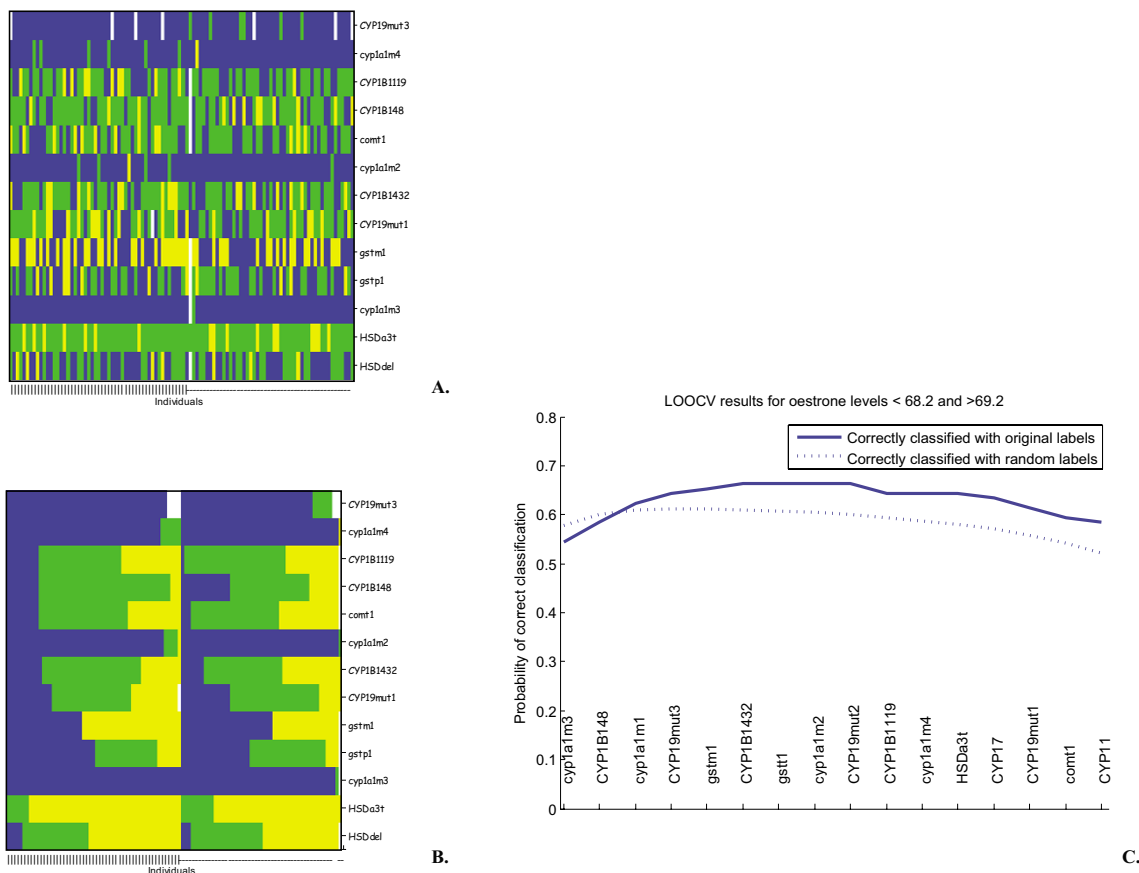 CYP19mut3
cyp1a1m4
CYP1B1119
CYP1B148
comt1
cyp1a1m2
CYP1B1432
CYP19mut1
gstm1
gstp1
cyp1a1m3
HSDa3t
HSDdel
Individuals
A.
CYP19mut3
cyp1a1m4
CYP1B1119
CYP1B148
comt1
cyp1a1m2
CYP1B1432
CYP19mut1
gstm1
gstp1
cyp1a1m3
HSDa3t
HSDdel
Individuals
B.
LOOCV results for oestrone levels < 68.2 and >69.2
Correctly classified with original labels
Correctly classified with random labels
Probability of correct classification
0.8
0.7
0.6
0.5
0.4
0.3
0.2
0.1
0
cyp1a1m3
CYP1B148
cyp1a1m1
CYP19mut3
gstm1
CYP1B1432
gstt1
cyp1a1m2
CYP19mut2
CYP1B1119
cyp1a1m4
HSDa3t
CYP17
CYP19mut1
comt1
CYP11
C.